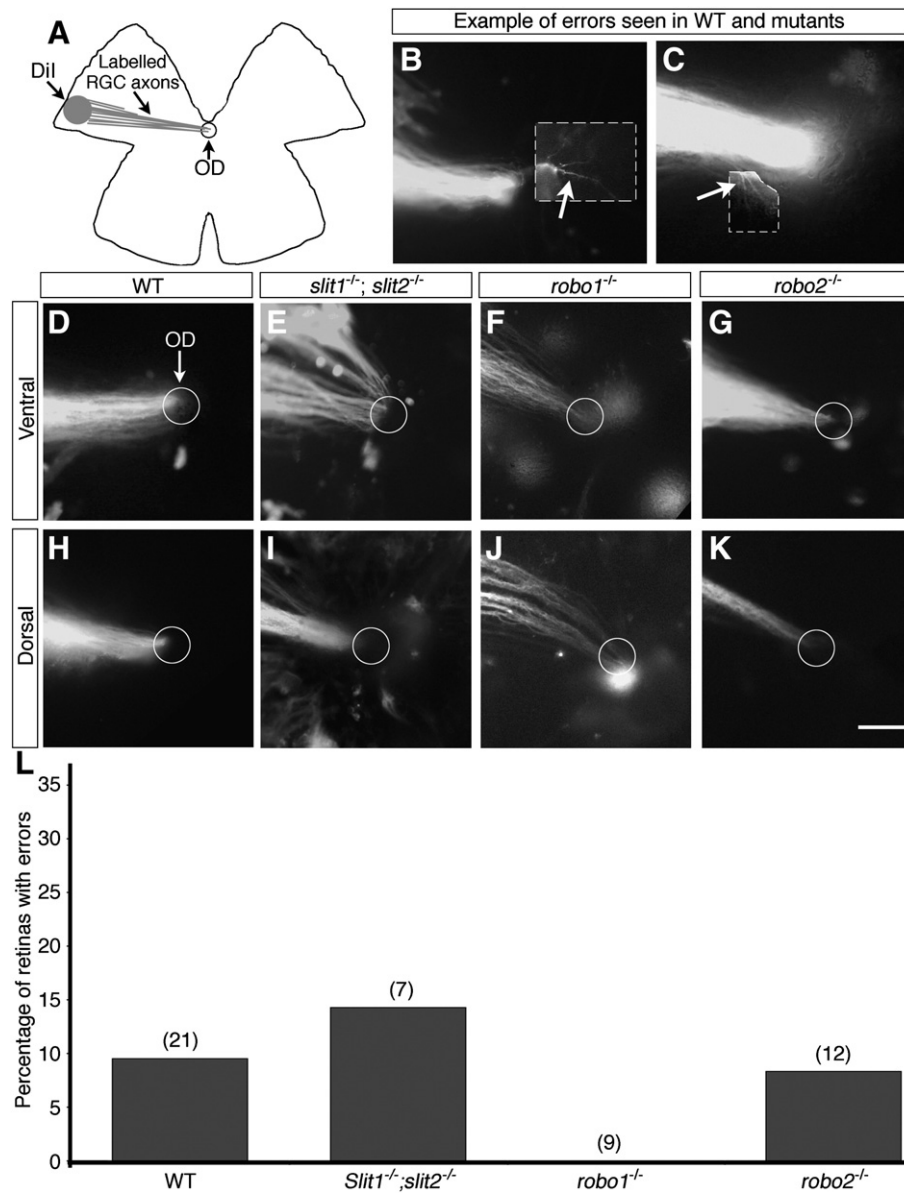 Example of errors seen in WT and mutants
A
DiI
Labelled
RGC axons
OD
B
C
WT
slit1-/-; slit2-/-
robo1-/-
robo2-/-
Ventral
D
OD
E
F
G
Dorsal
H
I
J
K
L
Percentage of retinas with errors
35
30
25
20
15
10
5
0
(21)
(7)
(9)
(12)
WT
Slit1-/-;slit2-/-
robo1-/-
robo2-/-